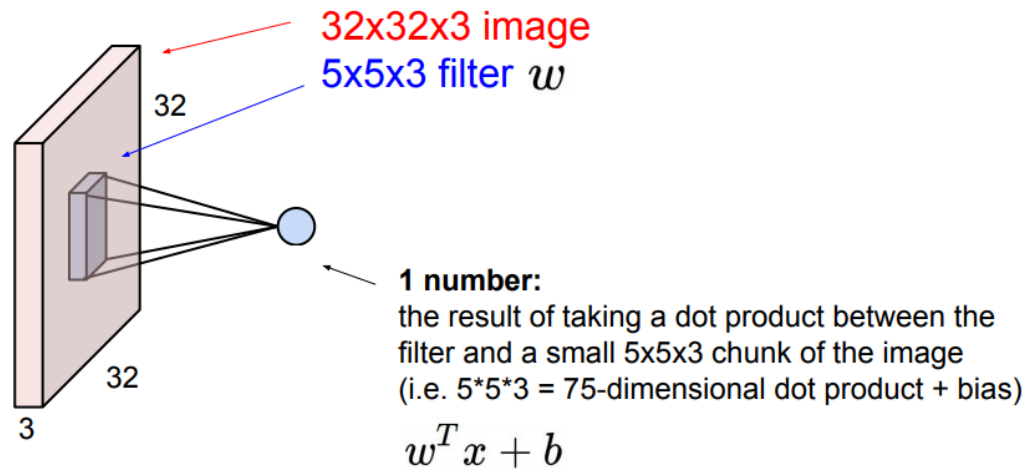 32x32x3 image
5x5x3 filter w
32
32
3
1 number:
the result of taking a dot product between the
filter and a small 5x5x3 chunk of the image
(i.e. 5*5*3 = 75-dimensional dot product + bias)
w^T x + b